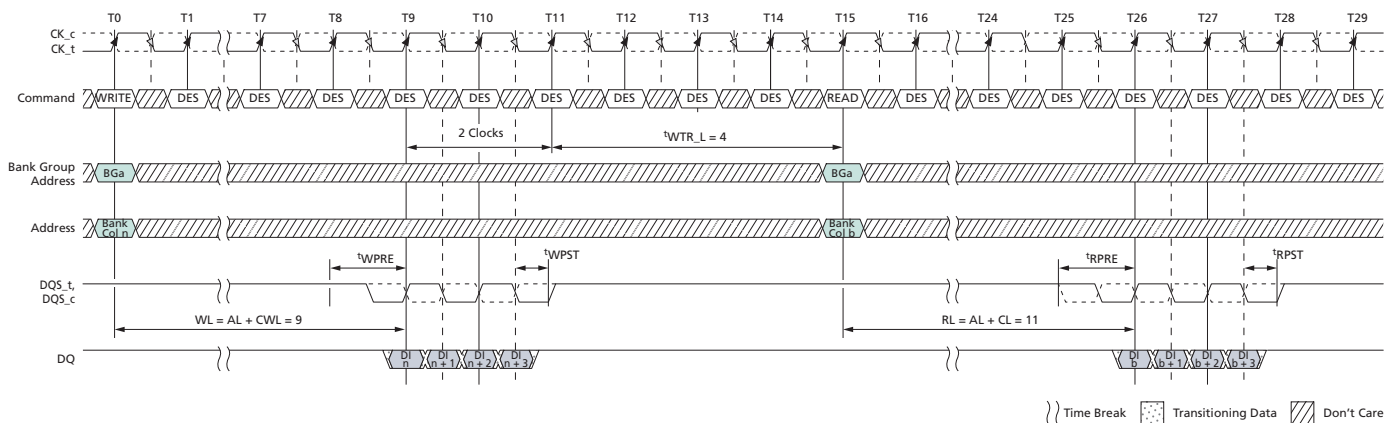 T0 T1 T7 T8 T9 T10 T11 T12 T13 T14 T15 T16 T24 T25 T26 T27 T28 T29
CK_c
CK_t
Command WRITE DES DES DES DES DES DES DES DES DES READ DES DES DES DES DES DES DES
2 Clocks tWTR_L = 4
Bank Group
Address BGa BGa
Address Bank
Col n Bank
Col b
tWPRE tWPST tRPRE tRPST
DQS_t,
DQS_c
WL = AL + CWL = 9 RL = AL + CL = 11
DQ DI
n DI
n + 1 DI
n + 2 DI
n + 3 DI
b DI
b + 1 DI
b + 2 DI
b + 3
Time Break Transitioning Data Don't Care